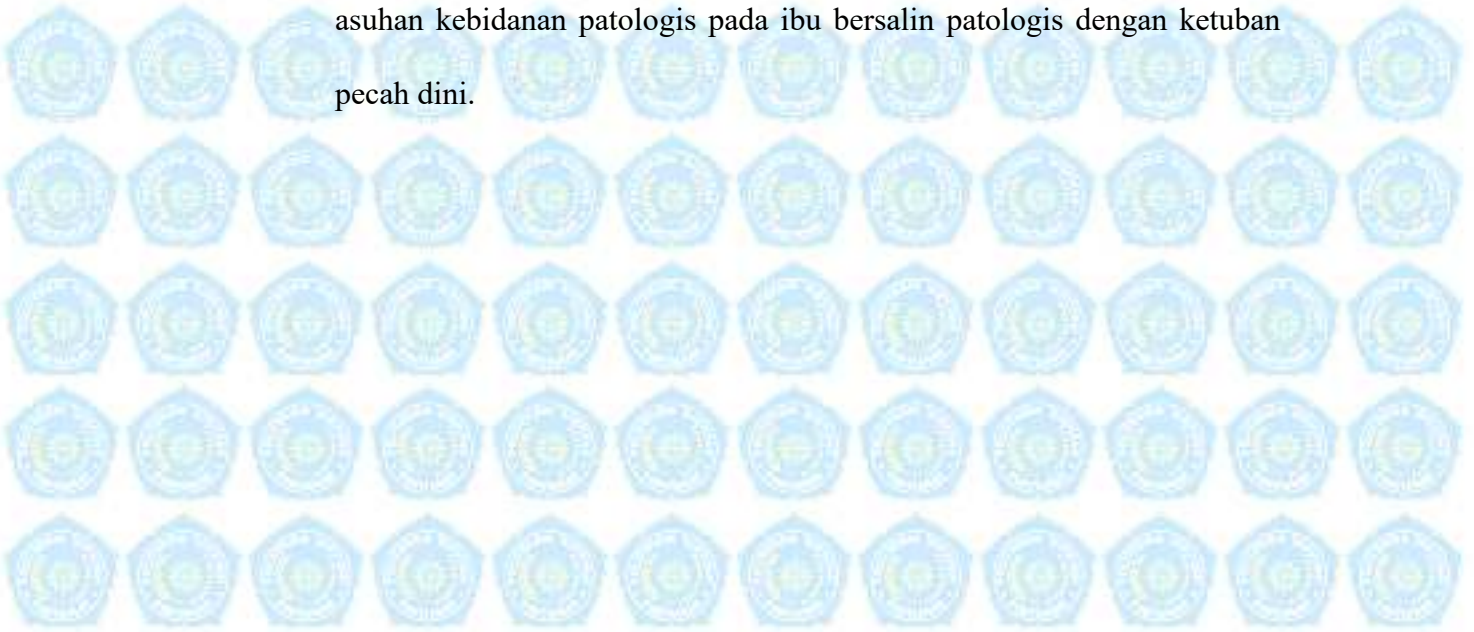 asuhan kebidanan patologis pada ibu bersalin patologis dengan ketuban
pecah dini.